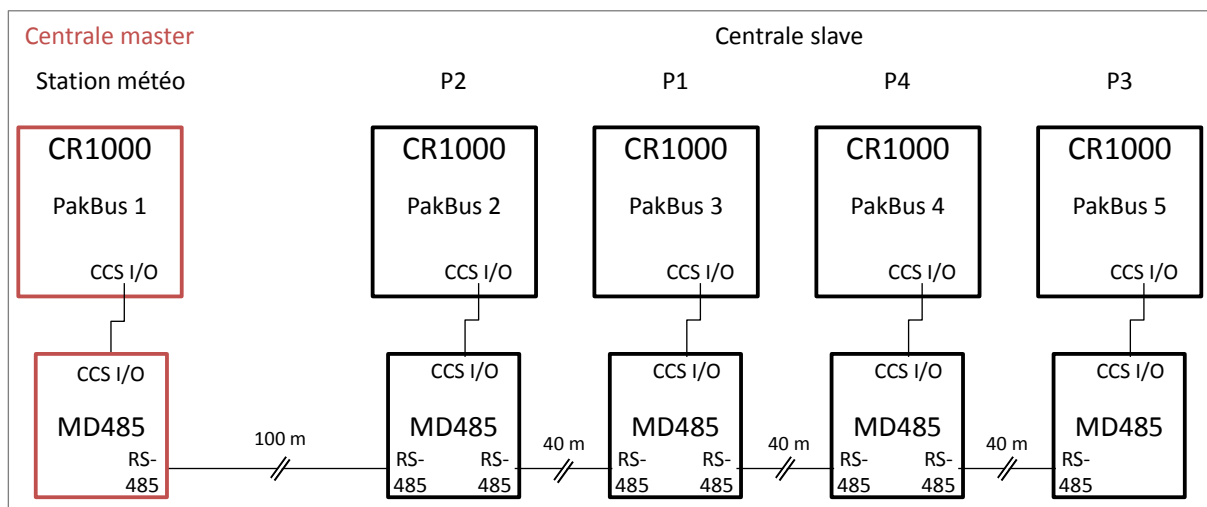 Centrale master
Centrale slave
Station météo
P2
P1
P4
P3
CR1000
CR1000
CR1000
CR1000
CR1000
PakBus 1
PakBus 2
PakBus 3
PakBus 4
PakBus 5
CCS I/O
CCS I/O
CCS I/O
CCS I/O
CCS I/O
CCS I/O
CCS I/O
CCS I/O
CCS I/O
CCS I/O
MD485
MD485
MD485
MD485
MD485
100 m
40 m
40 m
40 m
RS-
485
RS-
485
RS-
485
RS-
485
RS-
485
RS-
485
RS-
485
RS-
485